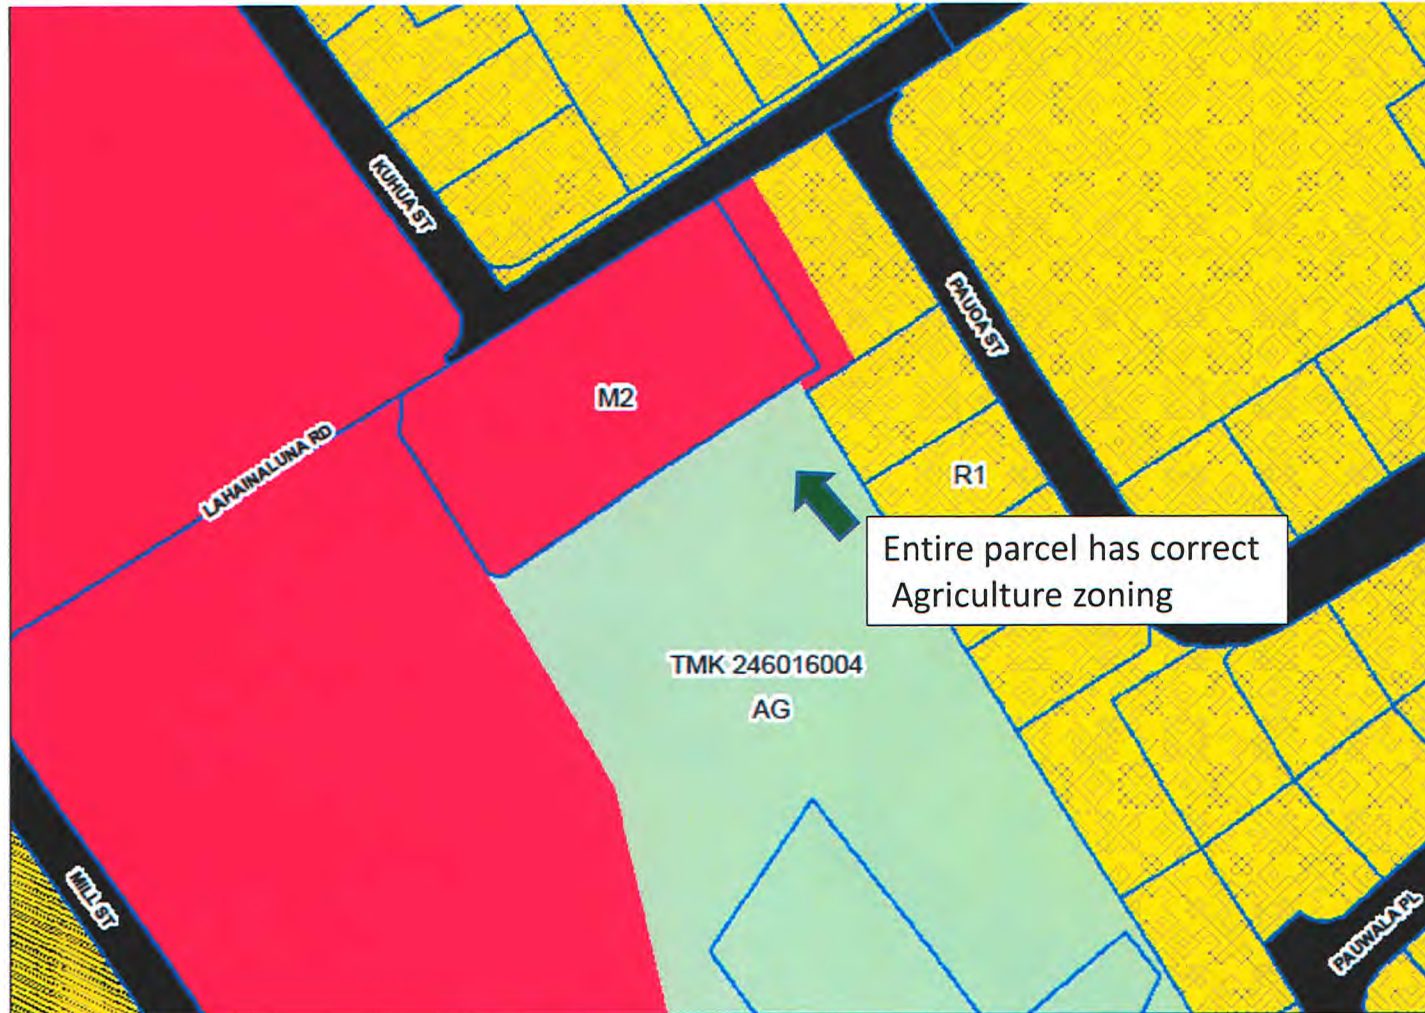 KUHUA ST
PAUOA ST
M2
LAHAINALUNA RD
R1
Entire parcel has correct
Agriculture zoning
TMK 246016004
AG
MILL ST
PAUWALA PL